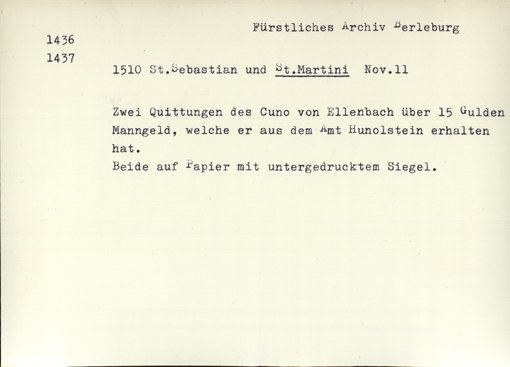 Fürstliches Archiv Berleburg
1436
1437
1510 St.Sebastian und St.Martini Nov.11
Zwei Quittungen des Cuno von Ellenbach über 15 Gulden
Manngeld, welche er aus dem Amt Hunolstein erhalten
hat.
Beide auf Papier mit untergedrucktem Siegel.